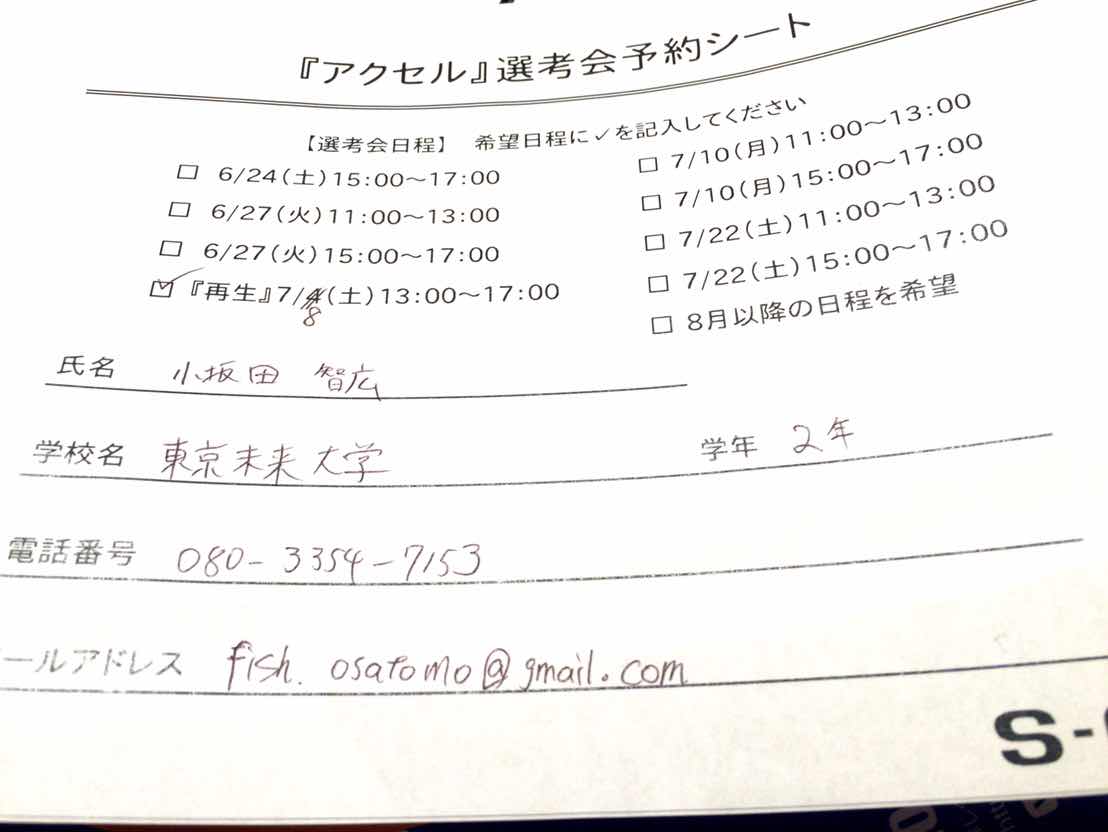 『アクセル』選考会予約シート
【選考会日程】 希望日程に✓を記入してください
□ 6/24(土)15:00～17:00
□ 6/27(火)11:00～13:00
□ 6/27(火)15:00～17:00
☑ 『再生』7/8(土)13:00～17:00
□ 7/10(月)11:00～13:00
□ 7/10(月)15:00～17:00
□ 7/22(土)11:00～13:00
□ 7/22(土)15:00～17:00
□ 8月以降の日程を希望
氏名 小坂田 智広
学校名 東京未来大学 学年 2年
電話番号 080-3354-7153
ールアドレス fish.osatomo@gmail.com
S-